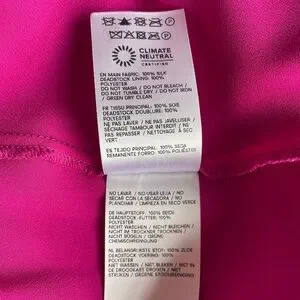 CLIMATE
NEUTRAL
CERTIFIED
EN MAIN FABRIC: 100% SILK
DEADSTOCK LINING: 100%
POLYESTER
DO NOT WASH / DO NOT BLEACH /
DO NOT TUMBLE DRY / DO NOT IRON
/ GREEN DRY CLEAN
FR TISSU PRINCIPAL: 100% SOIE
DEADSTOCK DOUBLURE: 100%
POLYESTER
NE PAS LAVER / NE PAS JAVELLISER /
SÉCHAGE TAMBOUR INTERDIT / NE
PAS REPASSER / NETTOYAGE À SEC
VERT
ES TEJIDO PRINCIPAL: 100% SEDA
REMANENTE FORRO: 100% POLIÉSTER
NO LAVAR / NO USAR LEJÍA / NO
SECAR CON LA SECADORA / NO
PLANCHAR / LIMPIEZA EN SECO VERDE
DE HAUPTSTOFF: 100% SEIDE
DEADSTOCK-FUTTER: 100%
POLYESTER
NICHT WASCHEN / NICHT BLEICHEN /
NICHT IM TROCKNER TROCKNEN /
NICHT BÜGELN / GRÜNE
CHEMISCHREINIGUNG
NL BELANGRIJKSTE STOF: 100% ZIJDE
DEADSTOCK VOERING: 100%
POLYESTER
NIET WASSEN / NIET BLEKEN / NIET IN
DE DROOGKAST DROGEN / NIET
STRIJKEN /